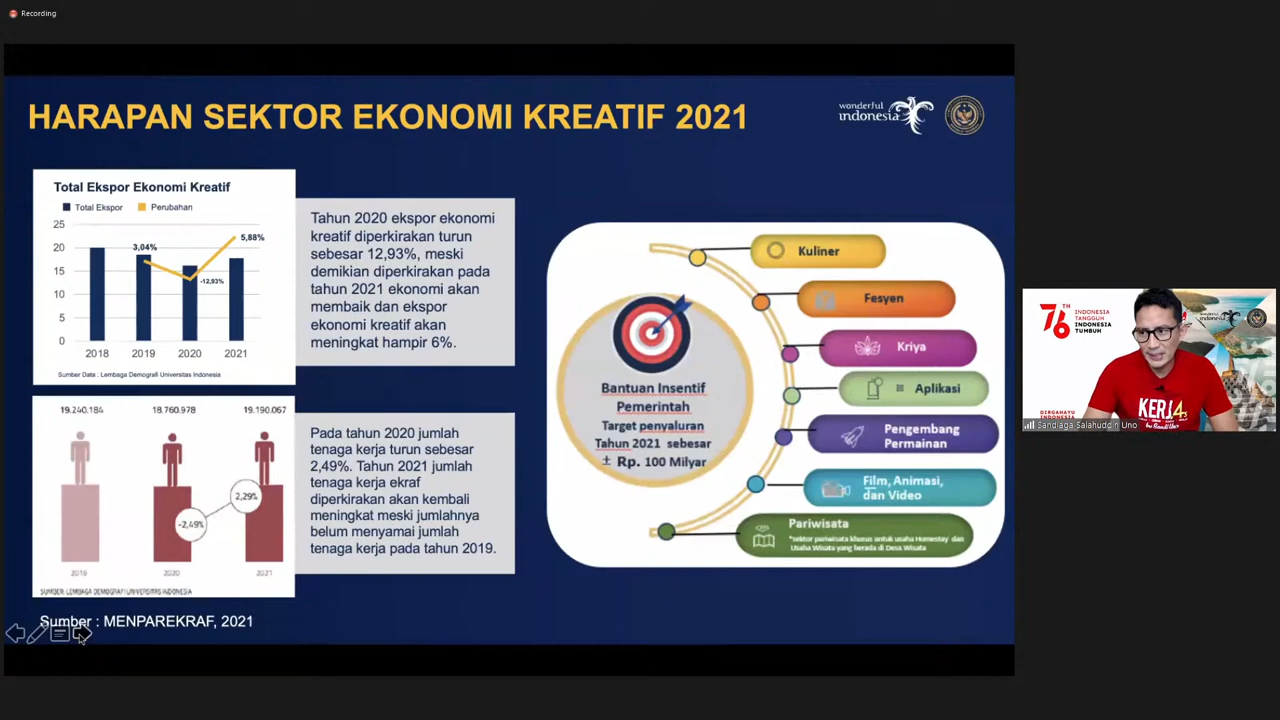 Recording
HARAPAN SEKTOR EKONOMI KREATIF 2021
wonderful
indonesia
Total Ekspor Ekonomi Kreatif
Total Ekspor
Perubahan
25
20
15
10
5
0
3,04%
-12,93%
5,88%
2018
2019
2020
2021
Sumber Data : Lembaga Demografi Universitas Indonesia
Tahun 2020 ekspor ekonomi
kreatif diperkirakan turun
sebesar 12,93%, meski
demikian diperkirakan pada
tahun 2021 ekonomi akan
membaik dan ekspor
ekonomi kreatif akan
meningkat hampir 6%.
19.240.184
18.760.978
19.190.067
-2,49%
2,29%
2019
2020
2021
SUMBER: LEMBAGA DEMOGRAFI UNIVERSITAS INDONESIA
Pada tahun 2020 jumlah
tenaga kerja turun sebesar
2,49%. Tahun 2021 jumlah
tenaga kerja ekraf
diperkirakan akan kembali
meningkat meski jumlahnya
belum menyamai jumlah
tenaga kerja pada tahun 2019.
Sumber : MENPAREKRAF, 2021
Bantuan Insentif
Pemerintah
Target penyaluran
Tahun 2021 sebesar
± Rp. 100 Milyar
Kuliner
Fesyen
Kriya
Aplikasi
Pengembang
Permainan
Film, Animasi,
dan Video
Pariwisata
*sektor pariwisata khusus untuk usaha Homestay dan
Usaha Wisata yang berada di Desa Wisata
76TH
INDONESIA
TANGGUH
INDONESIA
TUMBUH
DIRGAHAYU
INDONESIA
Sandiaga Salahuddin Uno